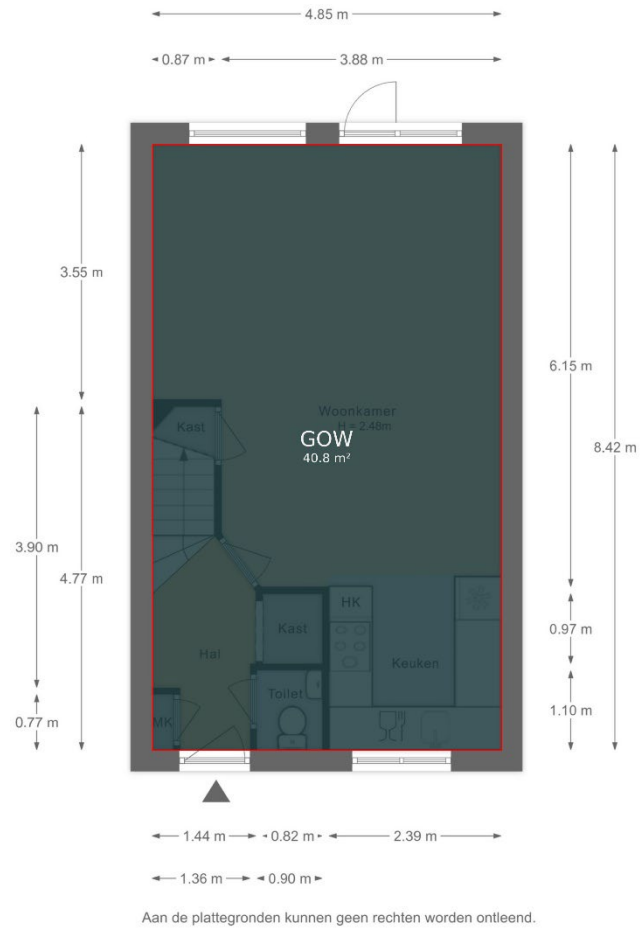 4.85 m
0.87 m
3.88 m
3.55 m
6.15 m
8.42 m
Woonkamer
H = 2.48m
Kast
GOW
40.8 m²
3.90 m
4.77 m
HK
0.97 m
Kast
Hal
Keuken
Toilet
MK
0.77 m
1.10 m
1.44 m
0.82 m
2.39 m
1.36 m
0.90 m
Aan de plattegronden kunnen geen rechten worden ontleend.